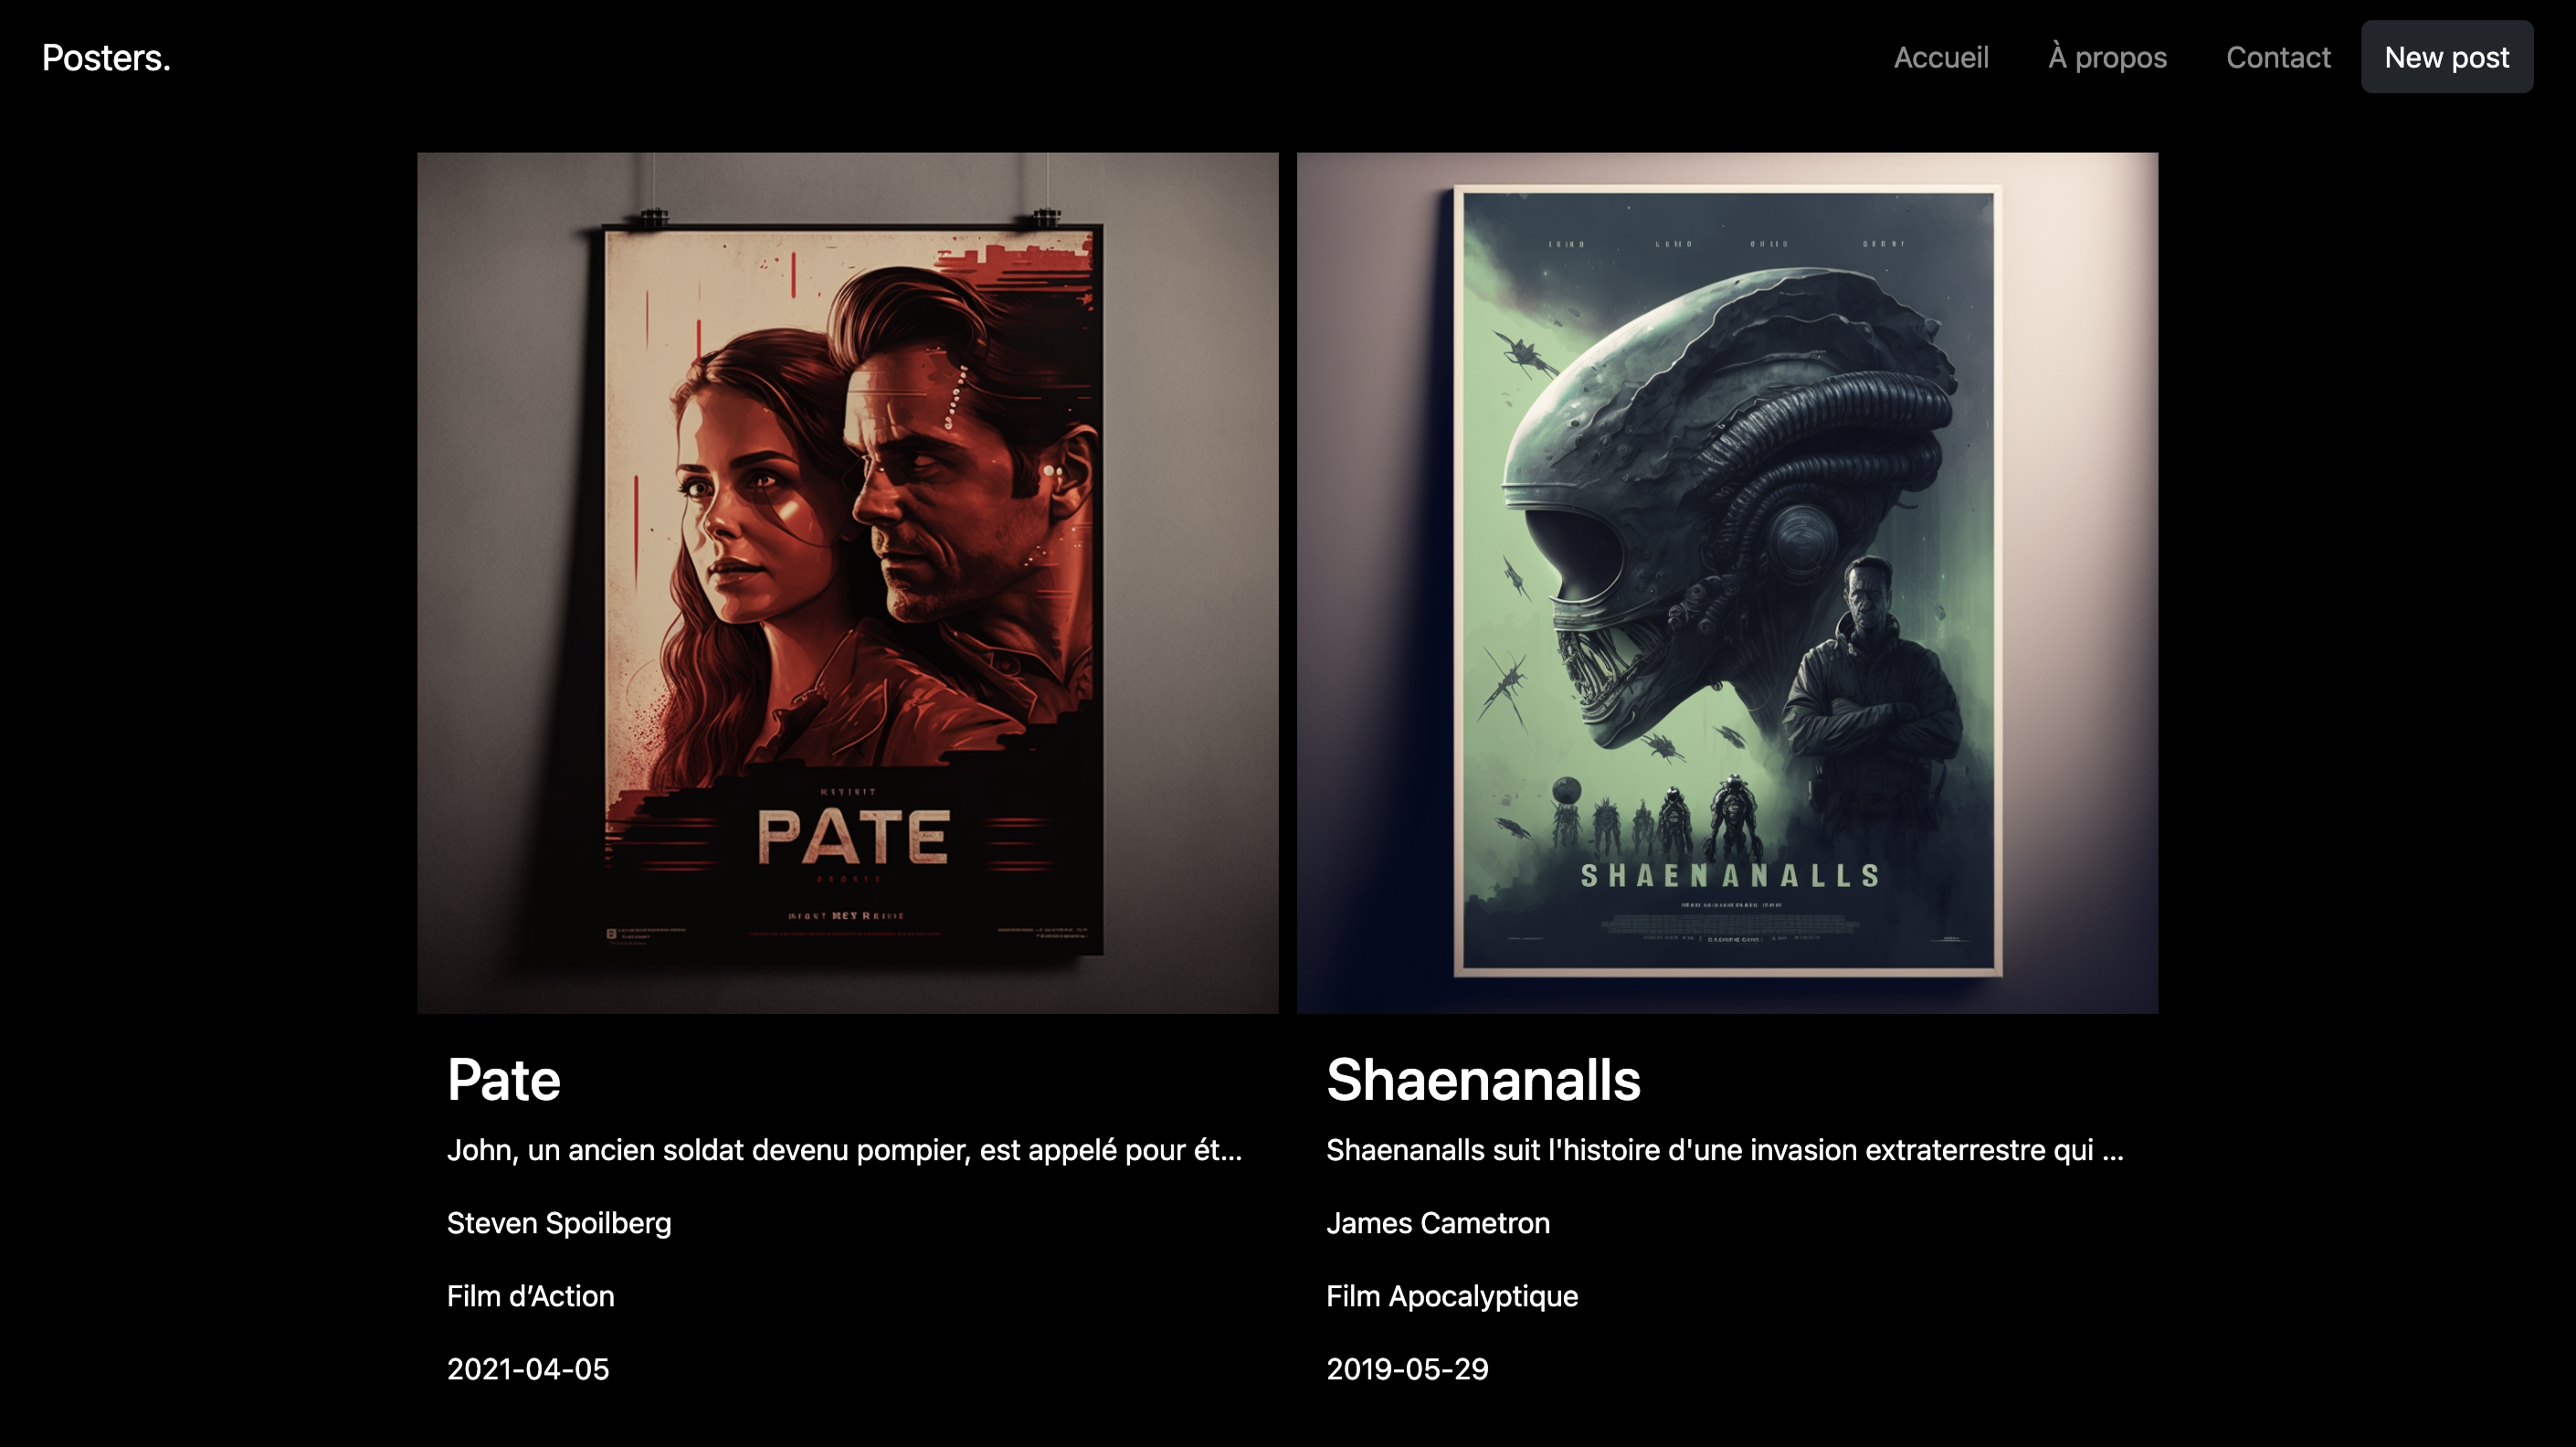 Posters.
Accueil
À propos
Contact
New post
PATE
SHAENANALLS
Pate
John, un ancien soldat devenu pompier, est appelé pour ét...
Steven Spoilberg
Film d’Action
2021-04-05
Shaenanalls
Shaenanalls suit l'histoire d'une invasion extraterrestre qui ...
James Cametron
Film Apocalyptique
2019-05-29